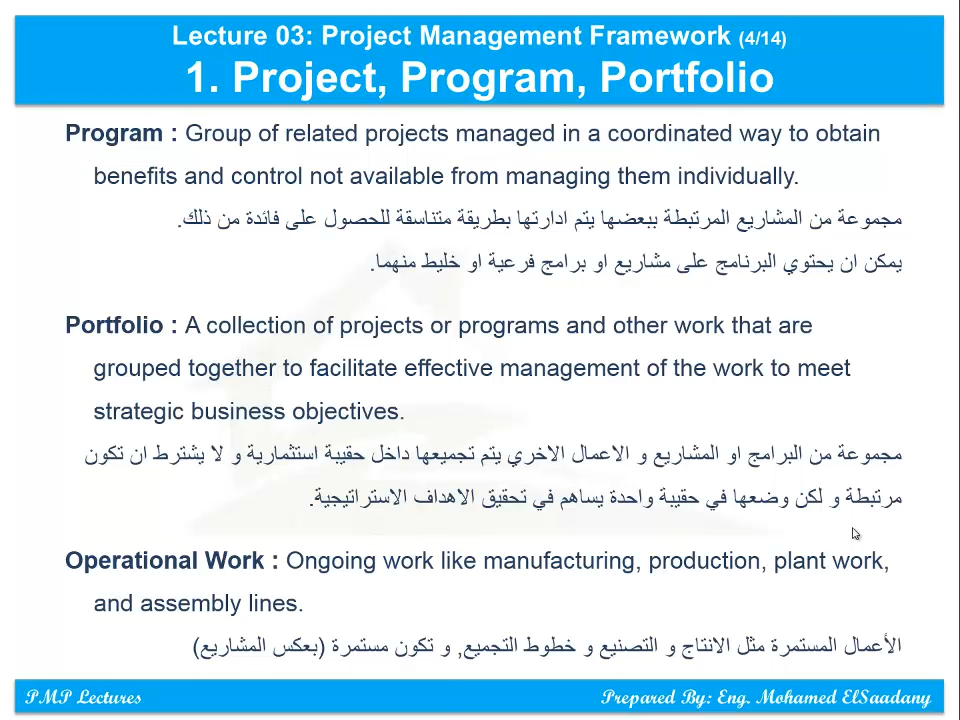 Lecture 03: Project Management Framework (4/14)
1. Project, Program, Portfolio
Program : Group of related projects managed in a coordinated way to obtain
benefits and control not available from managing them individually.
مجموعة من المشاريع المرتبطة ببعضها يتم ادارتها بطريقة متناسقة للحصول على فائدة من ذلك.
يمكن ان يحتوي البرنامج على مشاريع او برامج فرعية او خليط منهما.
Portfolio : A collection of projects or programs and other work that are
grouped together to facilitate effective management of the work to meet
strategic business objectives.
مجموعة من البرامج او المشاريع و الاعمال الاخري يتم تجميعها داخل حقيبة استثمارية و لا يشترط ان تكون
مرتبطة و لكن وضعها في حقيبة واحدة يساهم في تحقيق الاهداف الاستراتيجية.
Operational Work : Ongoing work like manufacturing, production, plant work,
and assembly lines.
الأعمال المستمرة مثل الانتاج و التصنيع و خطوط التجميع, و تكون مستمرة (بعكس المشاريع)
PMP Lectures
Prepared By: Eng. Mohamed ElSaadany